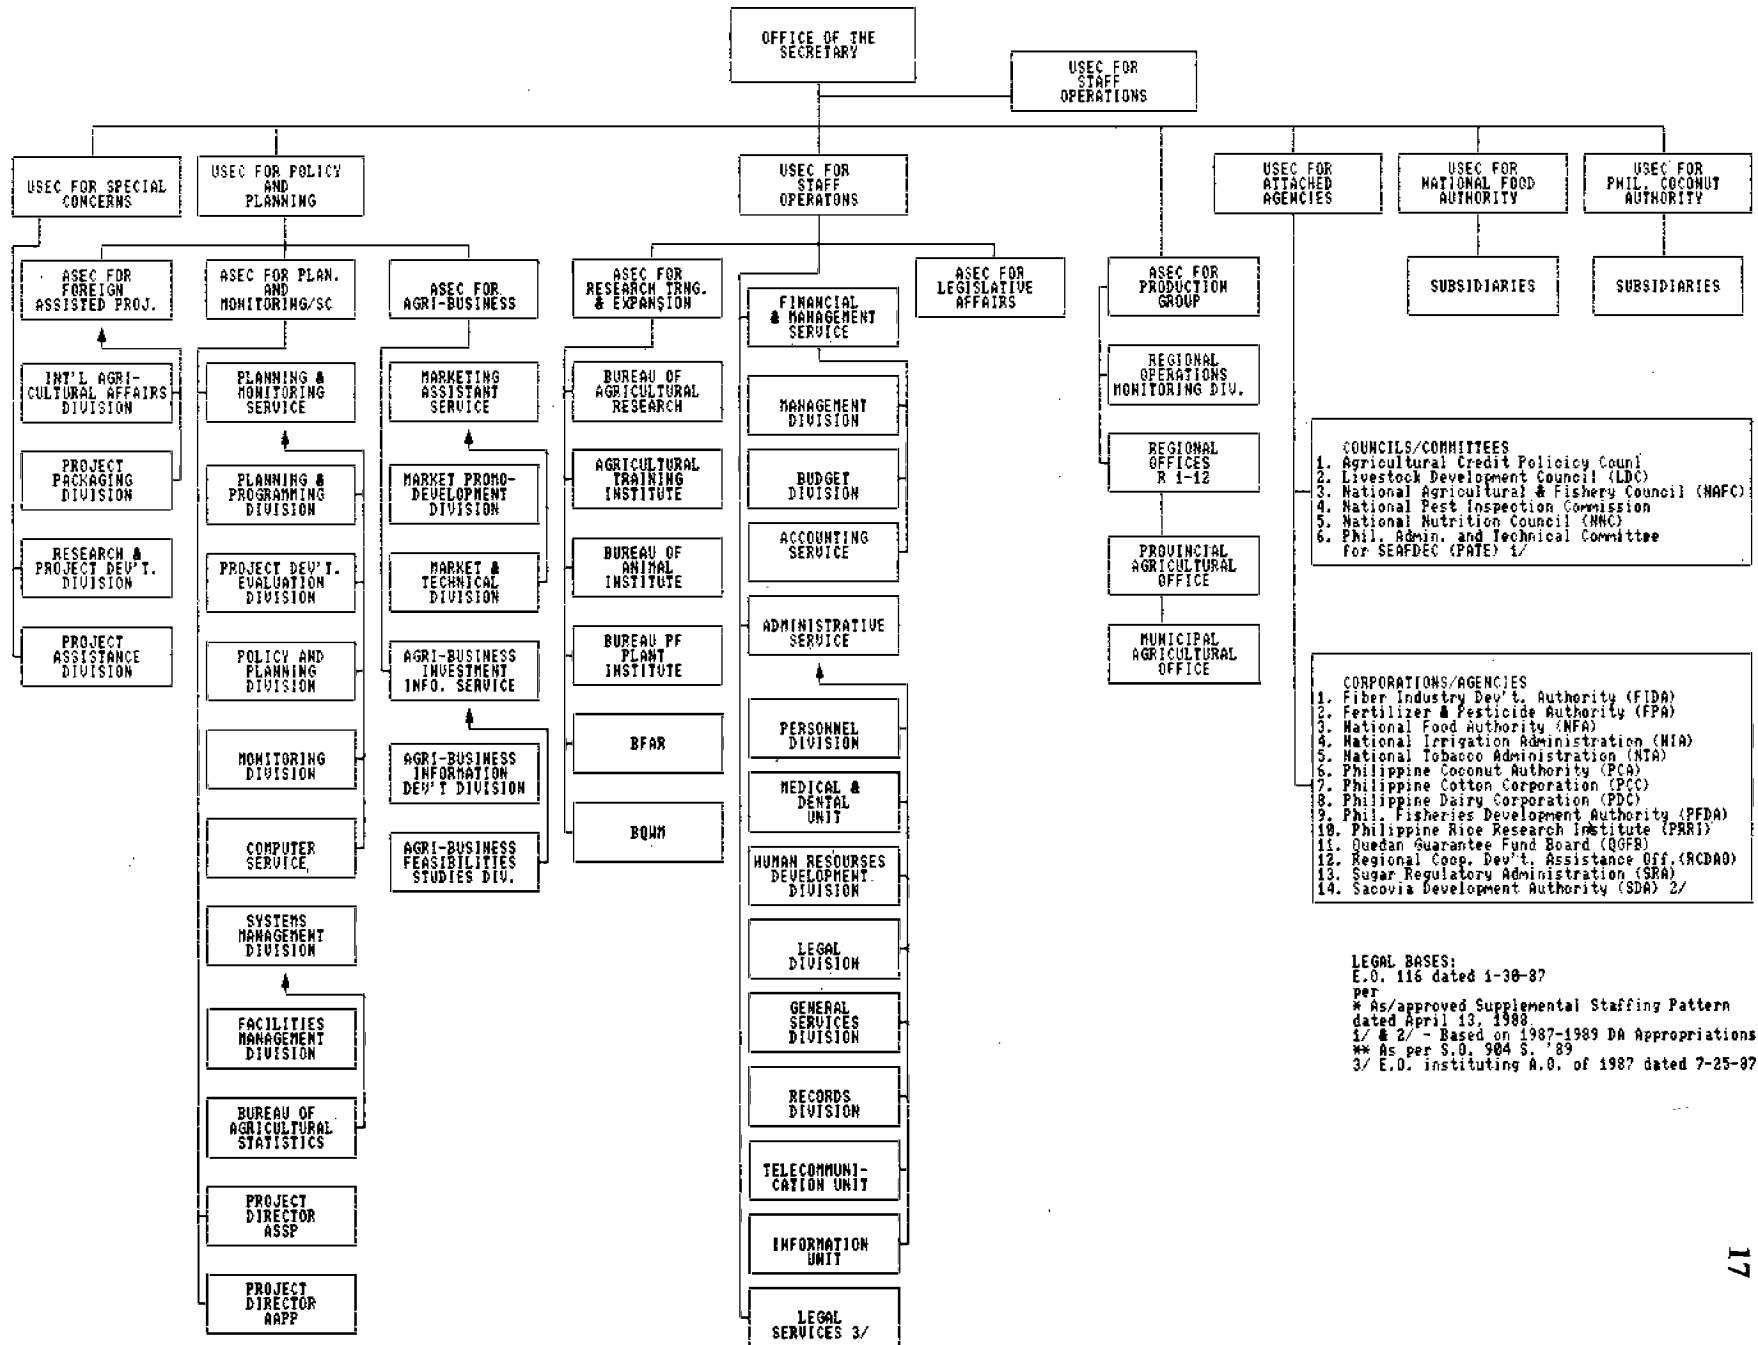 OFFICE OF THE
SECRETARY
USEC FOR
STAFF
OPERATIONS
USEC FOR SPECIAL
CONCERNS
USEC FOR POLICY
AND
PLANNING
USEC FOR
STAFF
OPERATONS
USEC FOR
ATTACHED
AGENCIES
USEC FOR
NATIONAL FOOD
AUTHORITY
USEC FOR
PHIL. COCONUT
AUTHORITY
ASEC FOR
FOREIGN
ASSISTED PROJ.
ASEC FOR PLAN.
AND
MONITORING/SC
ASEC FOR
AGRI-BUSINESS
ASEC FOR
RESEARCH TRNG.
& EXPANSION
FINANCIAL
& MANAGEMENT
SERVICE
ASEC FOR
LEGISLATIVE
AFFAIRS
ASEC FOR
PRODUCTION
GROUP
SUBSIDIARIES
SUBSIDIARIES
INT'L AGRI-
CULTURAL AFFAIRS
DIVISION
PROJECT
PACKAGING
DIVISION
RESEARCH &
PROJECT DEV'T.
DIVISION
PROJECT
ASSISTANCE
DIVISION
PLANNING &
MONITORING
SERVICE
PLANNING &
PROGRAMMING
DIVISION
PROJECT DEV'T.
EVALUATION
DIVISION
POLICY AND
PLANNING
DIVISION
MONITORING
DIVISION
COMPUTER
SERVICE
SYSTEMS
MANAGEMENT
DIVISION
FACILITIES
MANAGEMENT
DIVISION
BUREAU OF
AGRICULTURAL
STATISTICS
PROJECT
DIRECTOR
ASSP
PROJECT
DIRECTOR
AAPP
MARKETING
ASSISTANT
SERVICE
MARKET PROMO-
DEVELOPMENT
DIVISION
MARKET &
TECHNICAL
DIVISION
AGRI-BUSINESS
INVESTMENT
INFO. SERVICE
AGRI-BUSINESS
INFORMATION
DEV'T DIVISION
AGRI-BUSINESS
FEASIBILITIES
STUDIES DIV.
BUREAU OF
AGRICULTURAL
RESEARCH
AGRICULTURAL
TRAINING
INSTITUTE
BUREAU OF
ANIMAL
INSTITUTE
BUREAU PF
PLANT
INSTITUTE
BFAR
BQWM
MANAGEMENT
DIVISION
BUDGET
DIVISION
ACCOUNTING
SERVICE
ADMINISTRATIVE
SERVICE
PERSONNEL
DIVISION
MEDICAL &
DENTAL
UNIT
HUMAN RESOURSES
DEVELOPMENT
DIVISION
LEGAL
DIVISION
GENERAL
SERVICES
DIVISION
RECORDS
DIVISION
TELECOMMUNI-
CATION UNIT
INFORMATION
UNIT
LEGAL
SERVICES 3/
REGIONAL
OPERATIONS
MONITORING DIV.
REGIONAL
OFFICES
R 1-12
PROVINCIAL
AGRICULTURAL
OFFICE
MUNICIPAL
AGRICULTURAL
OFFICE
COUNCILS/COMMITTEES
1. Agricultural Credit Policicy Counl
2. Livestock Development Council (LDC)
3. National Agricultural & Fishery Council (NAFC)
4. National Pest Inspection Commission
5. National Nutrition Council (NNC)
6. Phil. Admin. and Technical Committee
for SEAFDEC (PATE) 1/
CORPORATIONS/AGENCIES
1. Fiber Industry Dev't. Authority (FIDA)
2. Fertilizer & Pesticide Authority (FPA)
3. National Food Authority (NFA)
4. National Irrigation Administration (NIA)
5. National Tobacco Administration (NTA)
6. Philippine Coconut Authority (PCA)
7. Philippine Cotton Corporation (PCC)
8. Philippine Dairy Corporation (PDC)
9. Phil. Fisheries Development Authority (PFDA)
10. Philippine Rice Research Institute (PRRI)
11. Quedan Guarantee Fund Board (QGFB)
12. Regional Coop. Dev't. Assistance Off.(RCDAO)
13. Sugar Regulatory Administration (SRA)
14. Sacovia Development Authority (SDA) 2/
LEGAL BASES:
E.O. 116 dated 1-30-87
per
* As/approved Supplemental Staffing Pattern
dated April 13, 1988.
1/ & 2/ - Based on 1987-1989 DA Appropriations
** As per S.O. 904 S. '89
3/ E.O. instituting A.O. of 1987 dated 7-25-87
17